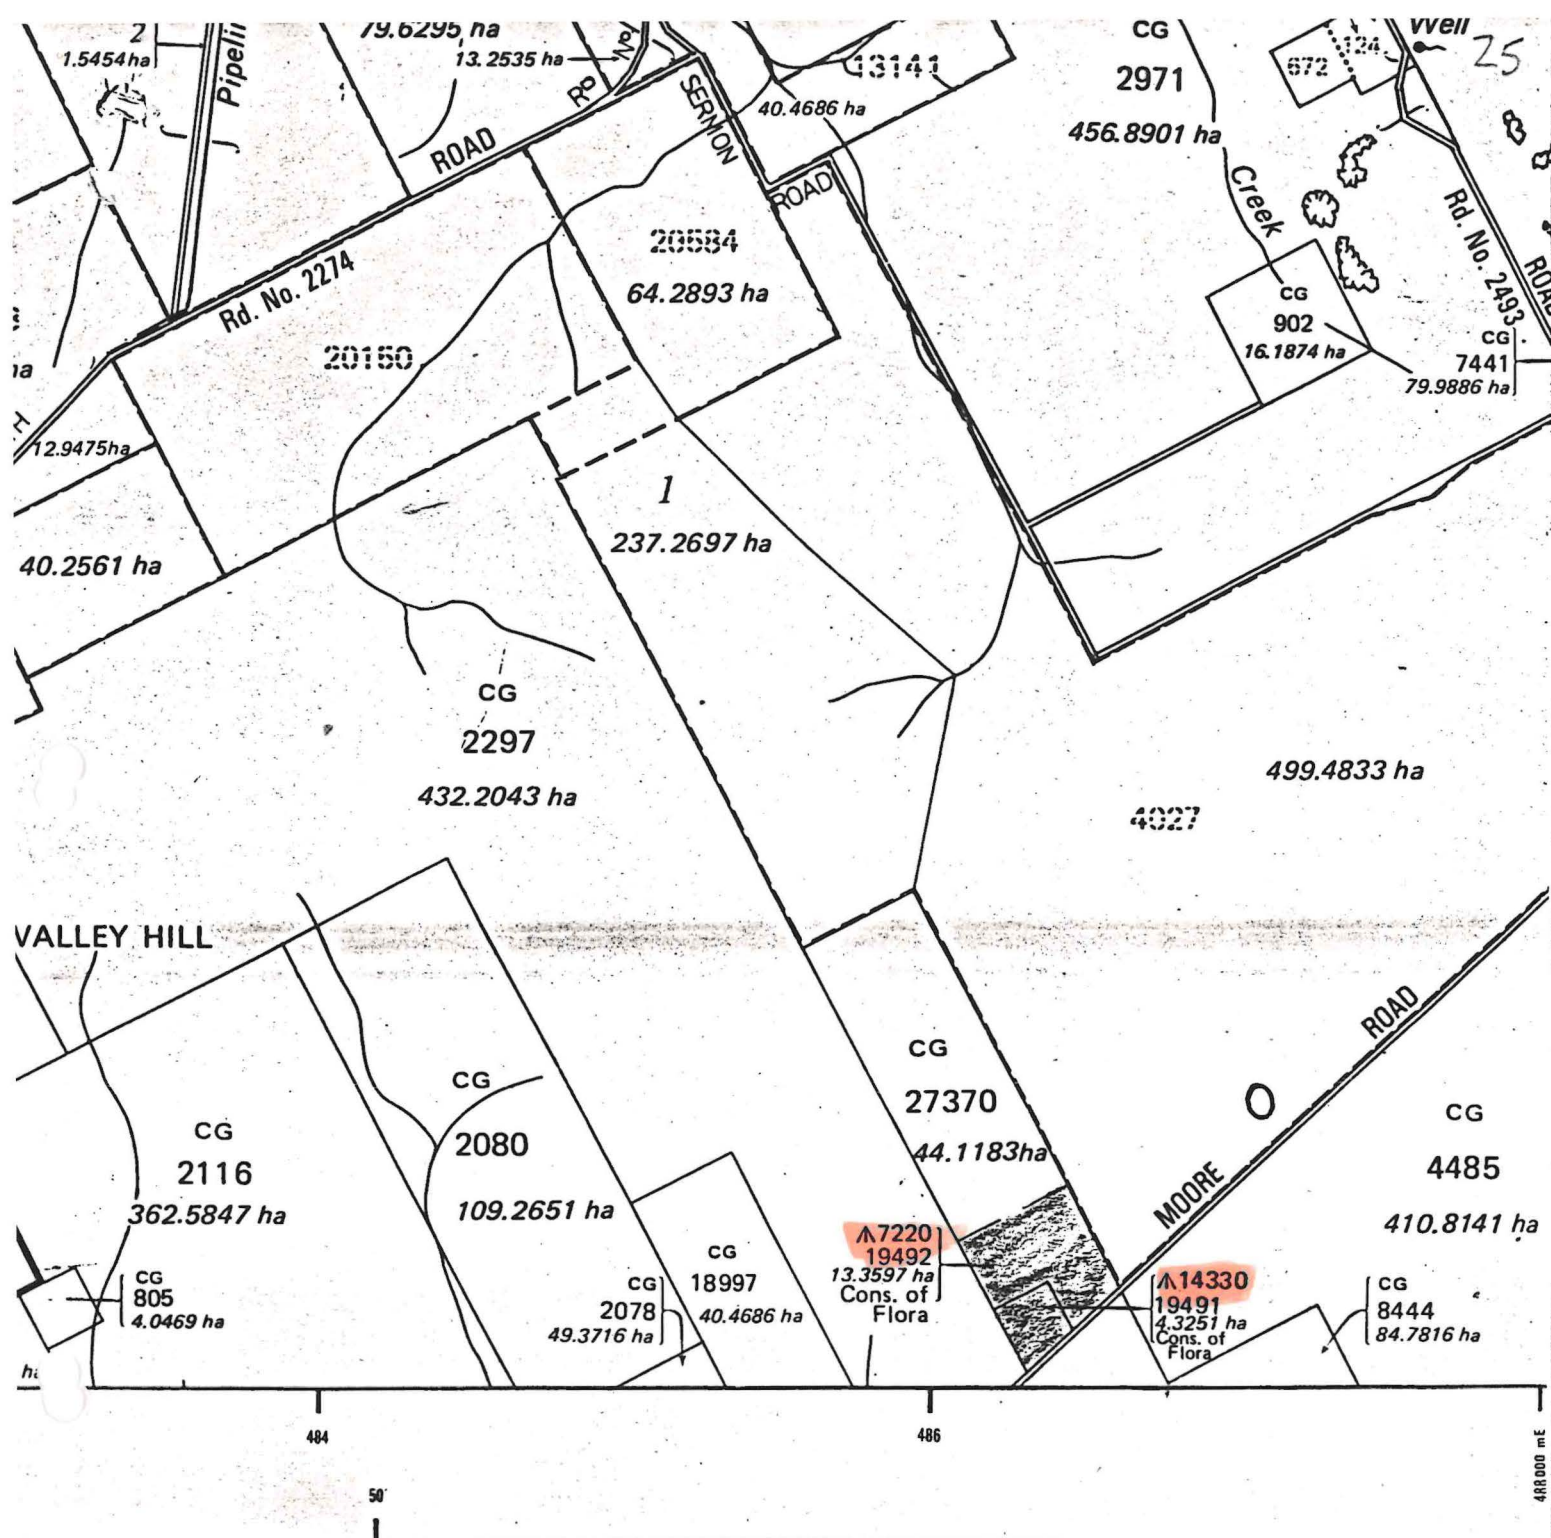 2
1.5454 ha
Pipelin
79.6295 ha
13.2535 ha
RD
ROAD
SERMON
ROAD
13141
40.4686 ha
CG
2971
456.8901 ha
Creek
672
124
Well
25
Rd. No. 2493
ROAD
Rd. No. 2274
20584
64.2893 ha
20150
CG
902
16.1874 ha
CG
7441
79.9886 ha
ha
12.9475ha
40.2561 ha
1
237.2697 ha
CG
2297
432.2043 ha
499.4833 ha
4027
VALLEY HILL
CG
2116
362.5847 ha
CG
2080
109.2651 ha
CG
27370
44.1183ha
MOORE
ROAD
O
CG
4485
410.8141 ha
CG
805
4.0469 ha
CG
2078
49.3716 ha
CG
18997
40.4686 ha
7220
19492
13.3597 ha
Cons. of
Flora
14330
19491
4.3251 ha
Cons. of
Flora
CG
8444
84.7816 ha
484
486
488000 mE
50'